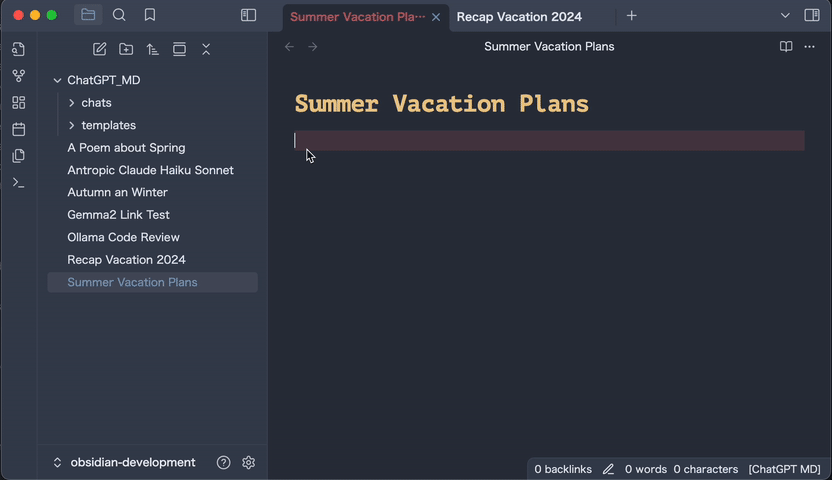 Summer Vacation Pla···
Recap Vacation 2024
Summer Vacation Plans
ChatGPT_MD
chats
templates
A Poem about Spring
Antropic Claude Haiku Sonnet
Autumn an Winter
Gemma2 Link Test
Ollama Code Review
Recap Vacation 2024
Summer Vacation Plans
Summer Vacation Plans
obsidian-development
0 backlinks 0 words 0 characters [ChatGPT MD]